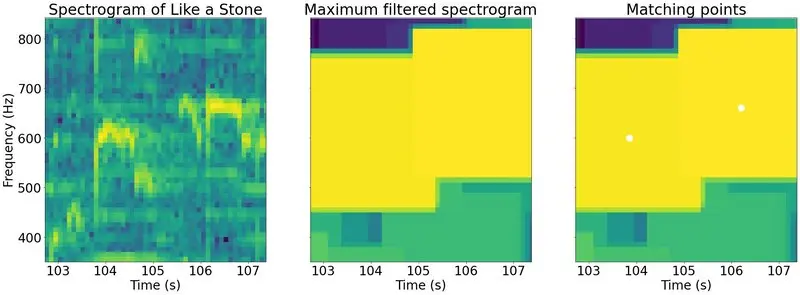 Spectrogram of Like a Stone
Maximum filtered spectrogram
Matching points
Frequency (Hz)
800
700
600
500
400
103 104 105 106 107
103 104 105 106 107
103 104 105 106 107
Time (s)
Time (s)
Time (s)